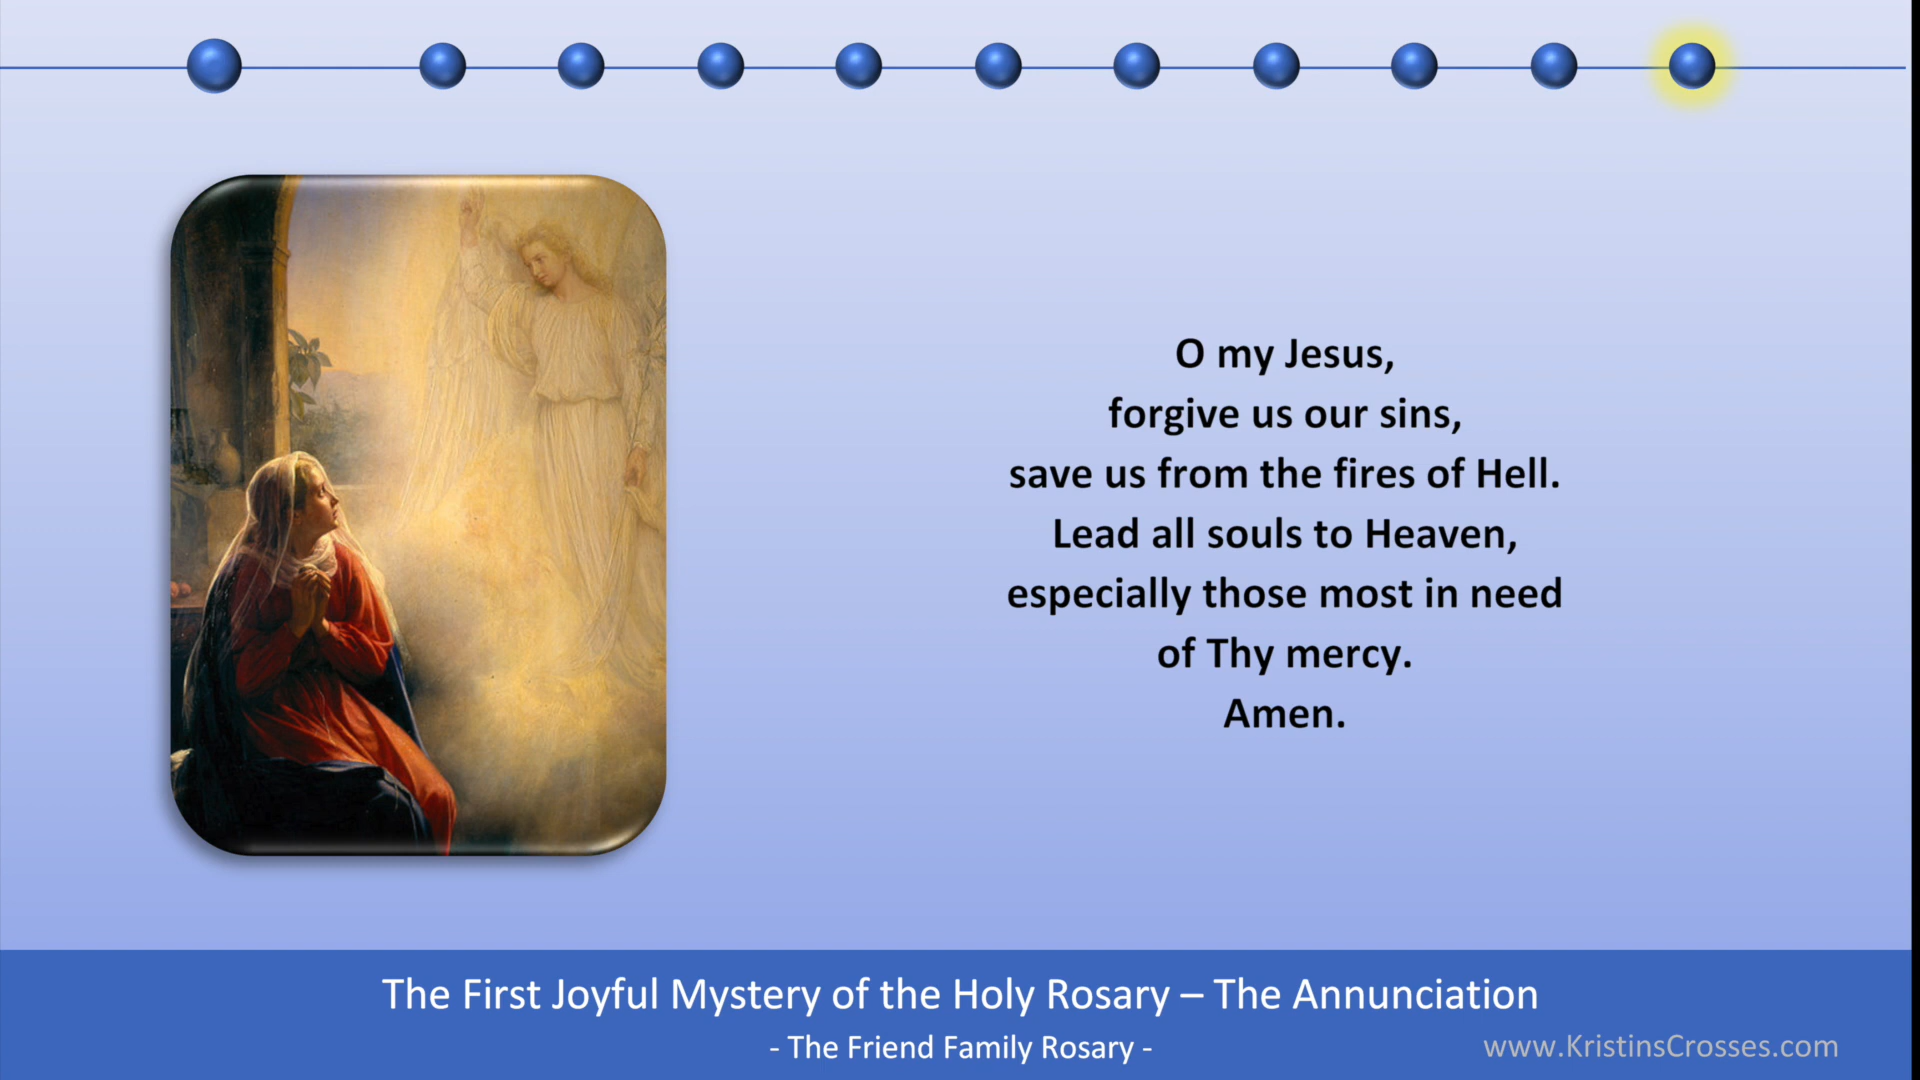 O my Jesus,
forgive us our sins,
save us from the fires of Hell.
Lead all souls to Heaven,
especially those most in need
of Thy mercy.
Amen.
The First Joyful Mystery of the Holy Rosary – The Annunciation
- The Friend Family Rosary -
www.KristinsCrosses.com